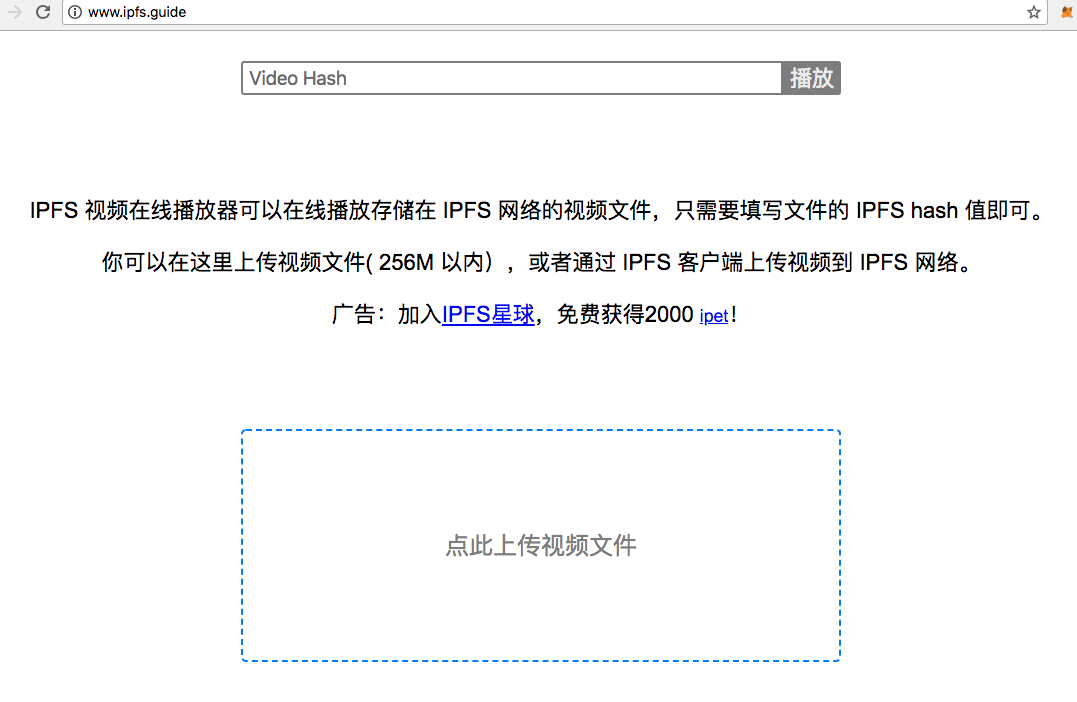 www.ipfs.guide
Video Hash 播放
IPFS 视频在线播放器可以在线播放存储在 IPFS 网络的视频文件，只需要填写文件的 IPFS hash 值即可。
你可以在这里上传视频文件( 256M 以内），或者通过 IPFS 客户端上传视频到 IPFS 网络。
广告：加入IPFS星球，免费获得2000 ipet！
点此上传视频文件